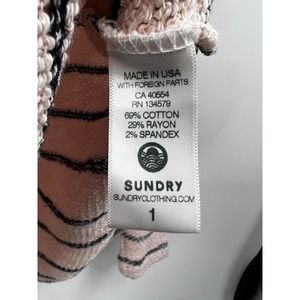 MADE IN USA
WITH FOREIGN PARTS
CA 40554
RN 134579
69% COTTON
29% RAYON
2% SPANDEX
SUNDRY
SUNDRYCLOTHING.COM
1